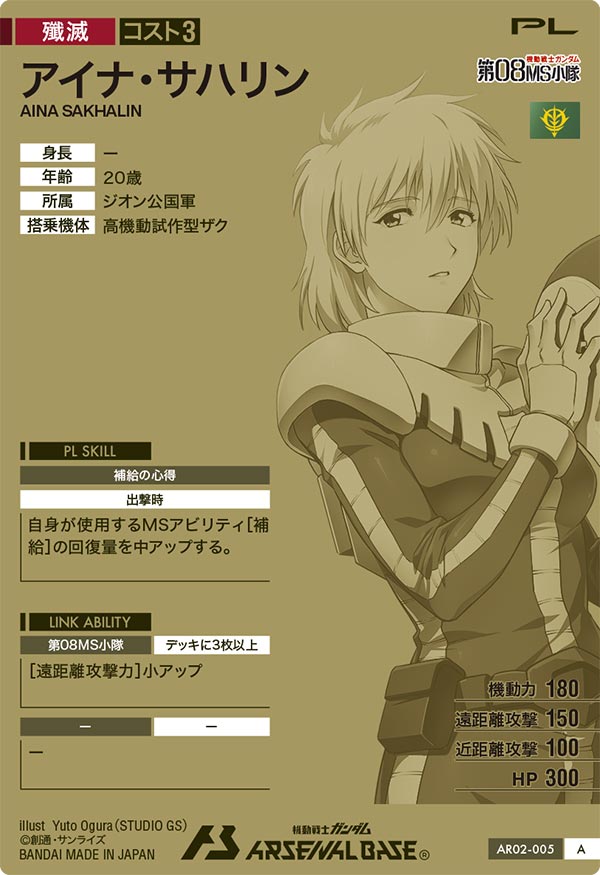 殲滅 コスト3
PL
アイナ・サハリン
AINA SAKHALIN
機動戦士ガンダム
第08MS小隊
身長 ー
年齢 20歳
所属 ジオン公国軍
搭乗機体 高機動試作型ザク
PL SKILL
補給の心得
出撃時
自身が使用するMSアビリティ[補
給]の回復量を中アップする。
LINK ABILITY
第08MS小隊 デッキに3枚以上
[遠距離攻撃力]小アップ
ー ー
ー
機動力 180
遠距離攻撃 150
近距離攻撃 100
HP 300
illust Yuto Ogura(STUDIO GS)
©創通・サンライズ
BANDAI MADE IN JAPAN
機動戦士ガンダム
AB ARSENAL BASE®
AR02-005 A